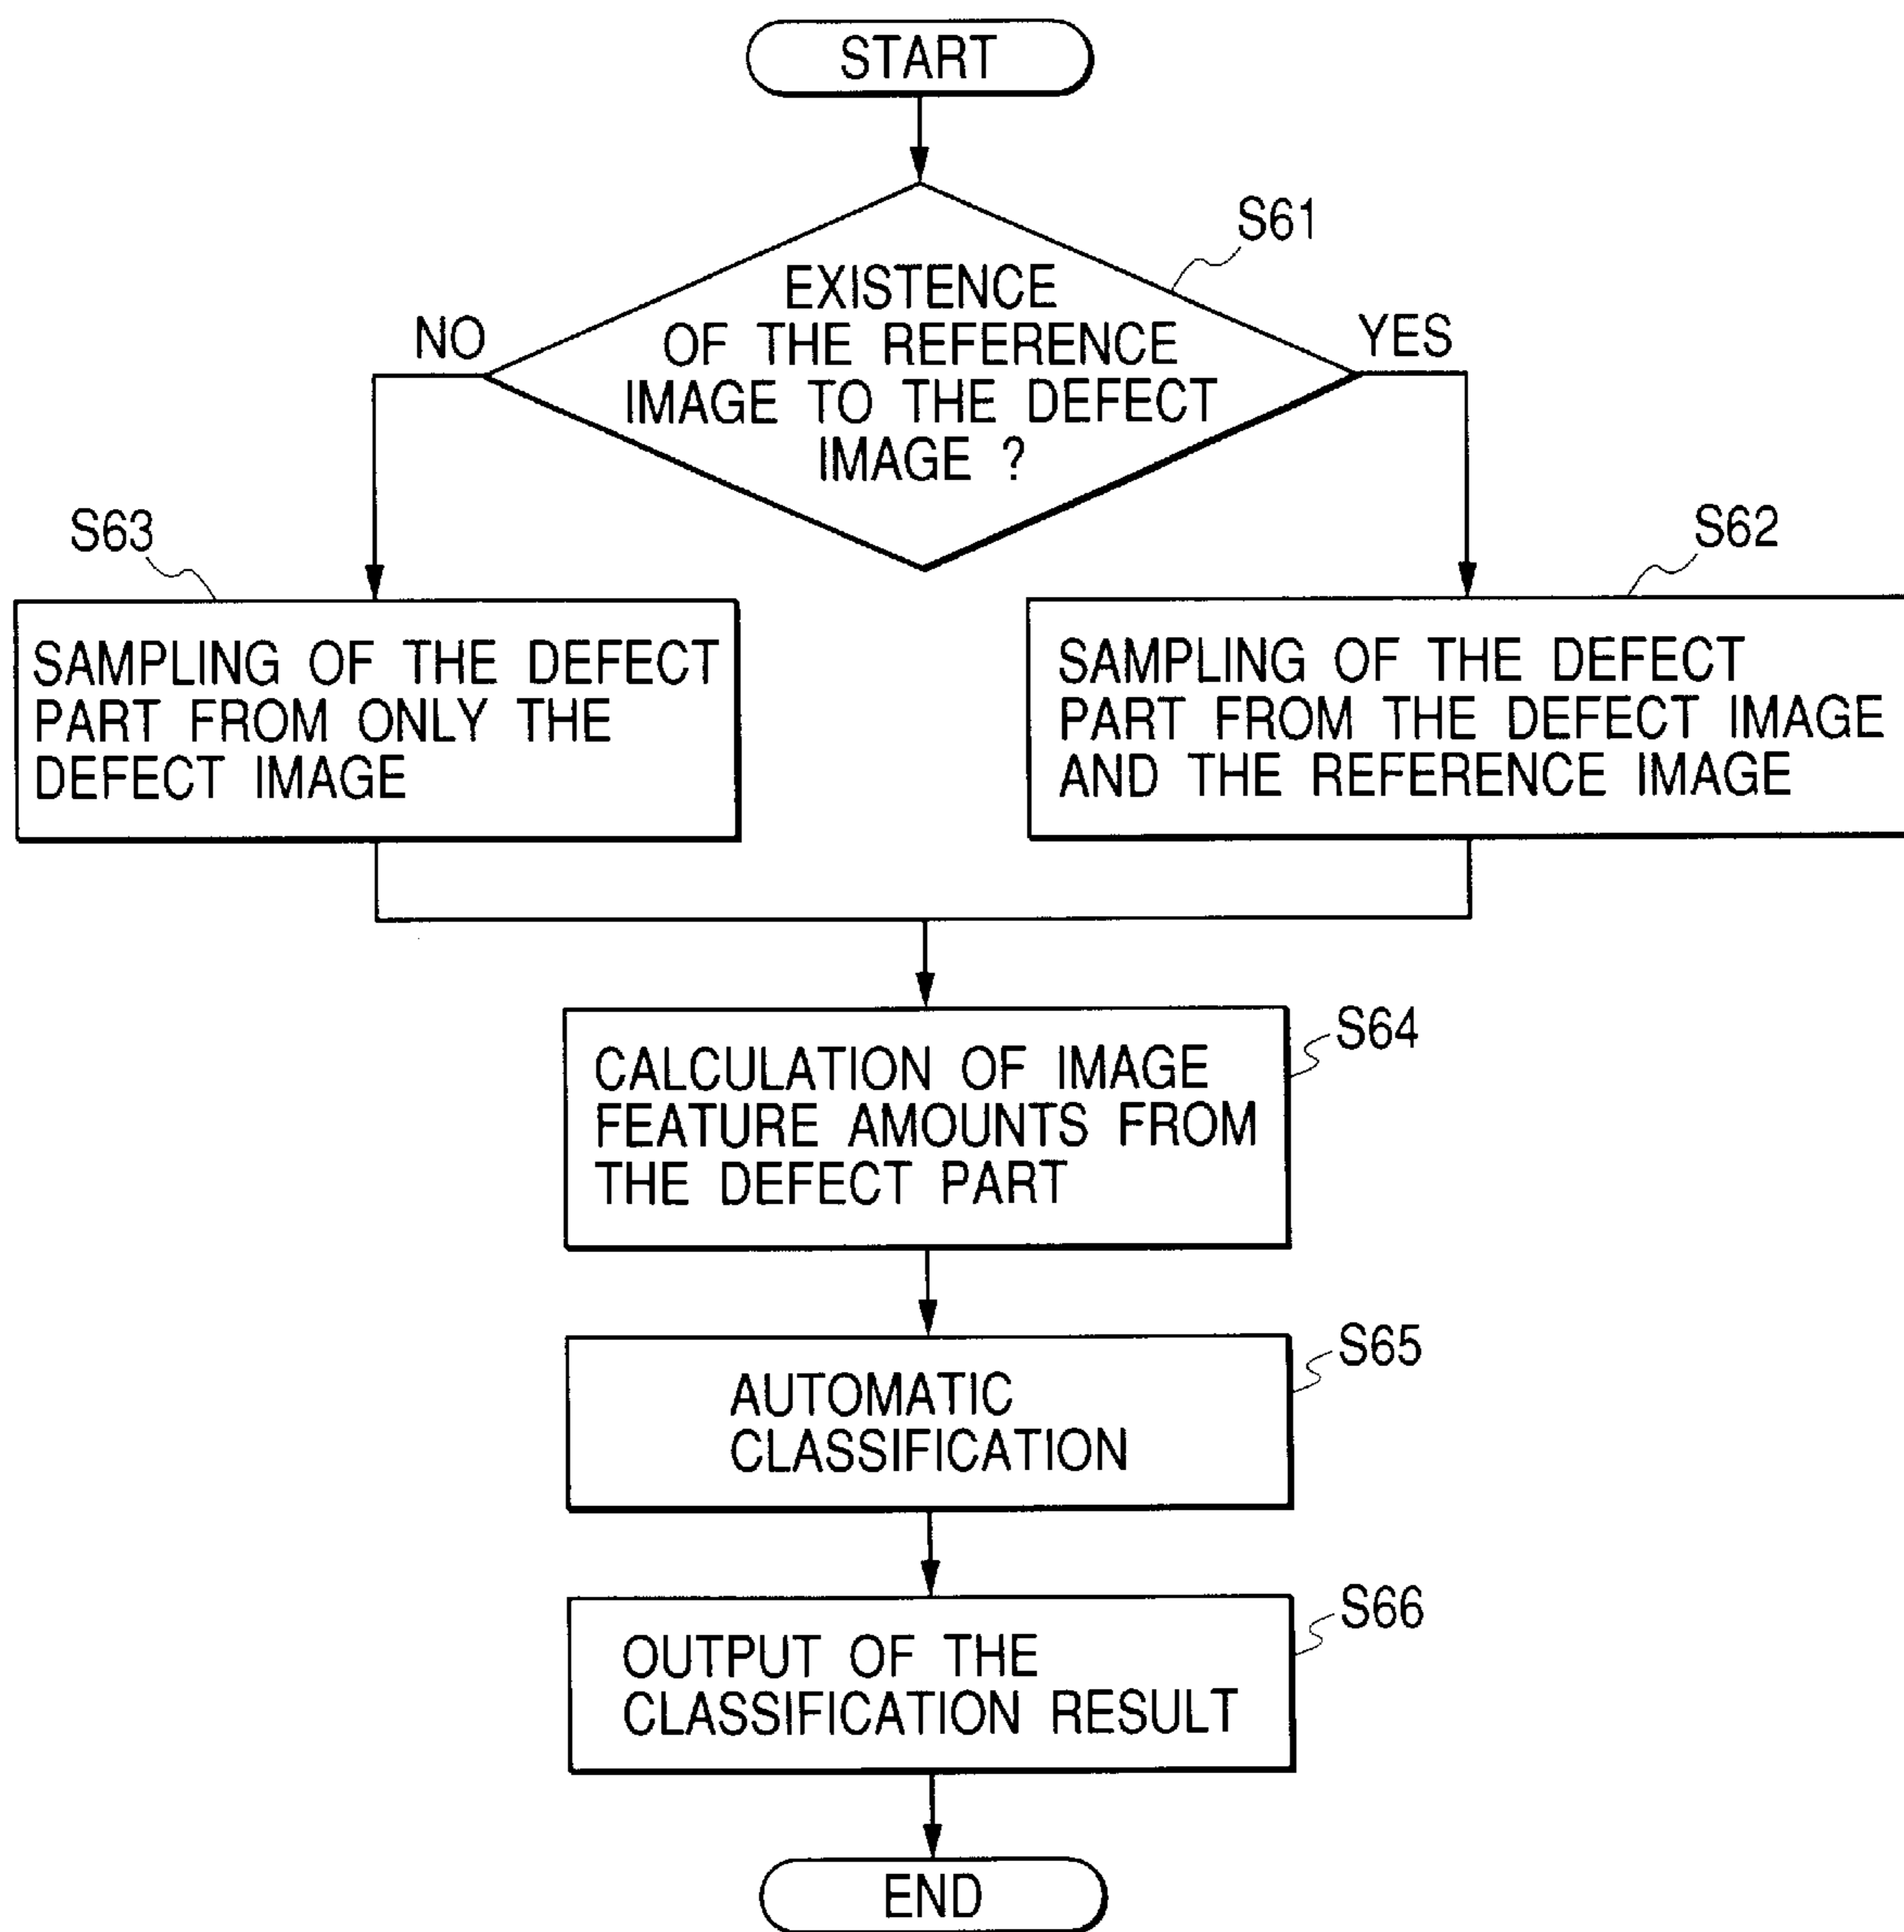 START
S61
EXISTENCE
OF THE REFERENCE
IMAGE TO THE DEFECT
IMAGE ?
NO
YES
S63
SAMPLING OF THE DEFECT
PART FROM ONLY THE
DEFECT IMAGE
S62
SAMPLING OF THE DEFECT
PART FROM THE DEFECT IMAGE
AND THE REFERENCE IMAGE
S64
CALCULATION OF IMAGE
FEATURE AMOUNTS FROM
THE DEFECT PART
S65
AUTOMATIC
CLASSIFICATION
S66
OUTPUT OF THE
CLASSIFICATION RESULT
END